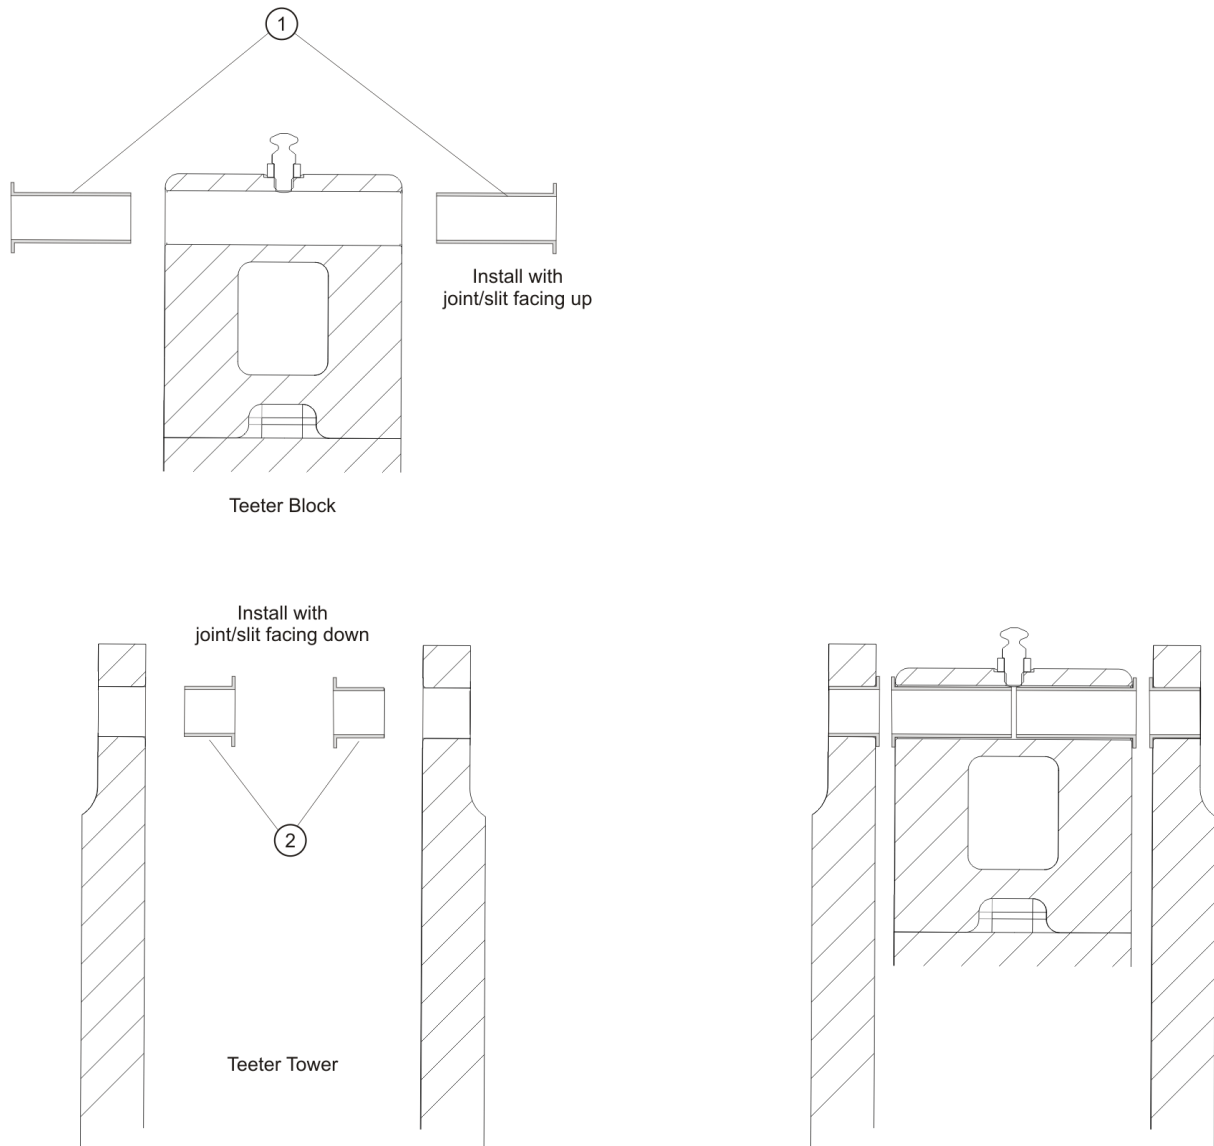 1
Install with
joint/slit facing up
Teeter Block
Install with
joint/slit facing down
2
Teeter Tower